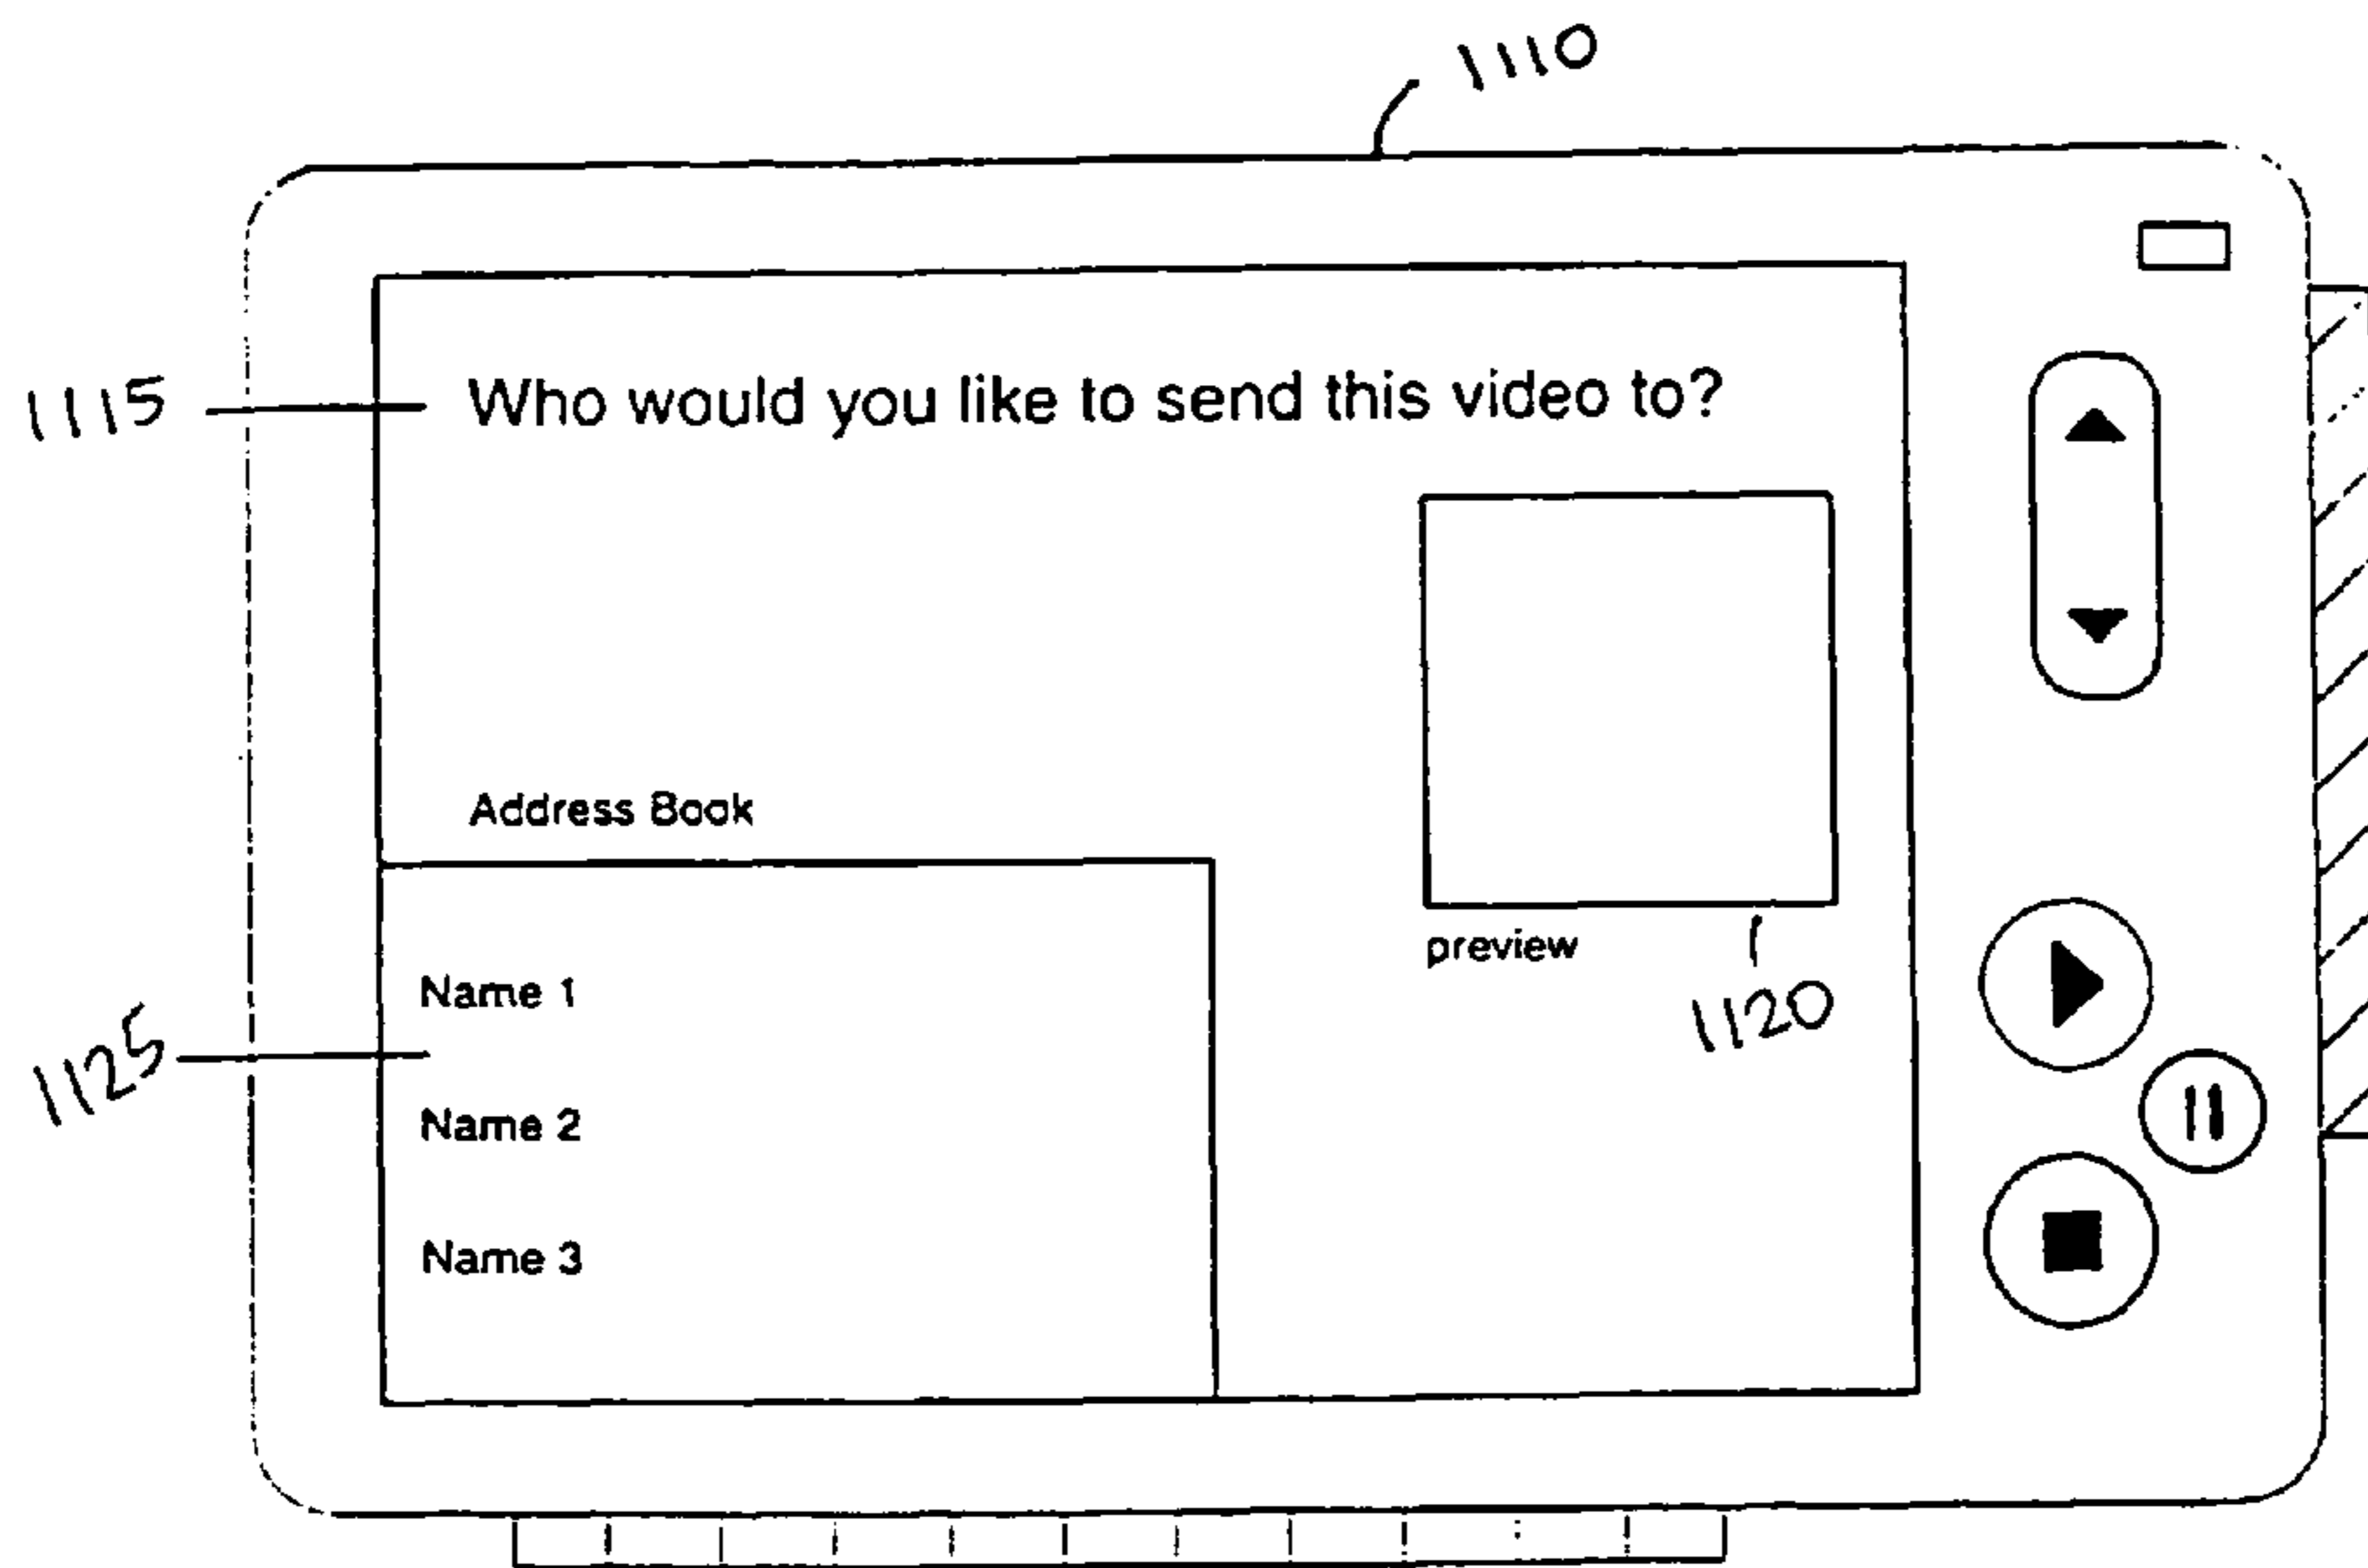 1110
1115
Who would you like to send this video to?
Address Book
preview
1120
1125
Name 1
Name 2
Name 3